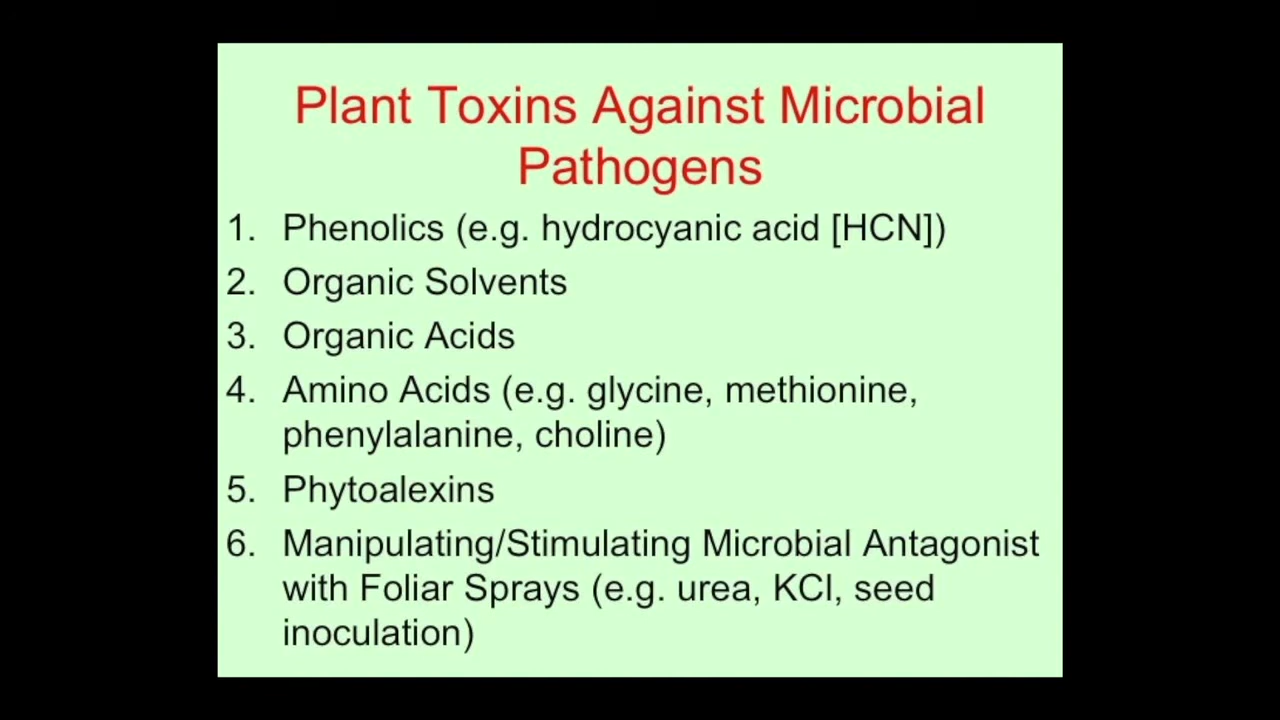 Plant Toxins Against Microbial
Pathogens
1. Phenolics (e.g. hydrocyanic acid [HCN])
2. Organic Solvents
3. Organic Acids
4. Amino Acids (e.g. glycine, methionine,
phenylalanine, choline)
5. Phytoalexins
6. Manipulating/Stimulating Microbial Antagonist
with Foliar Sprays (e.g. urea, KCl, seed
inoculation)